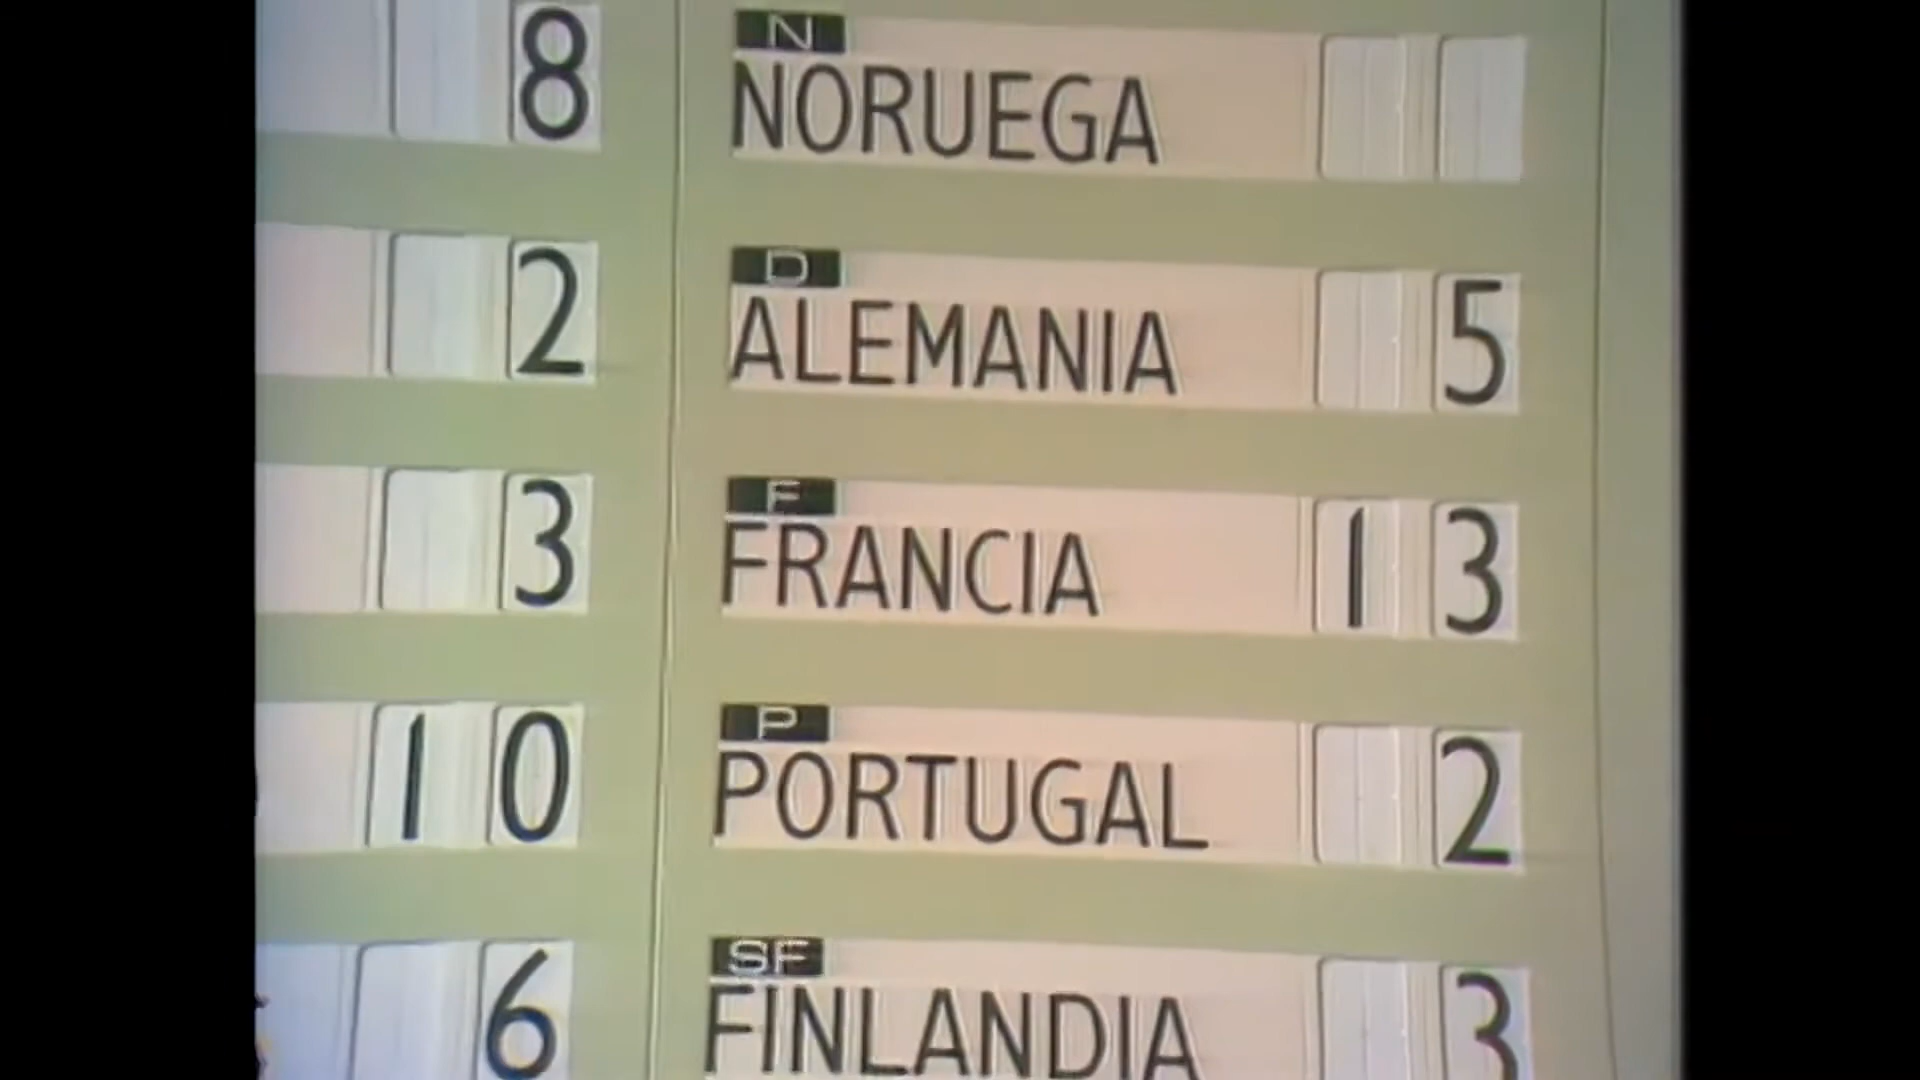 8
N
NORUEGA
2
D
ALEMANIA 5
3
F
FRANCIA 13
10
P
PORTUGAL 2
6
SF
FINLANDIA 3